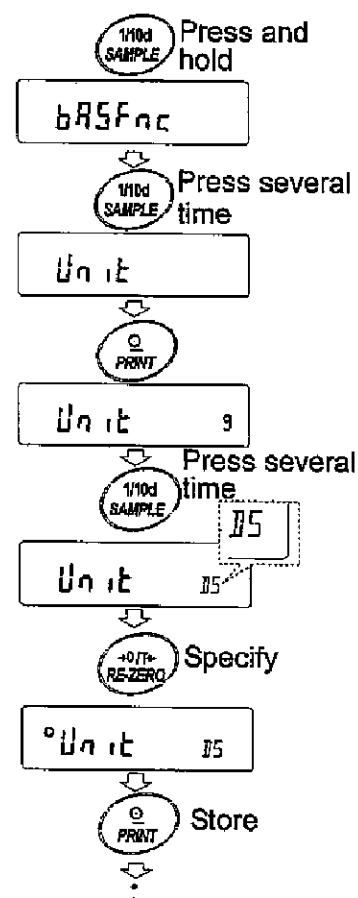 1/10d
SAMPLE
Press and
hold
bASFnc
1/10d
SAMPLE
Press several
time
Unit
PRINT
Unit g
1/10d
SAMPLE
Press several
time
DS
Unit DS
→0/T←
RE-ZERO
Specify
°Unit DS
PRINT
Store